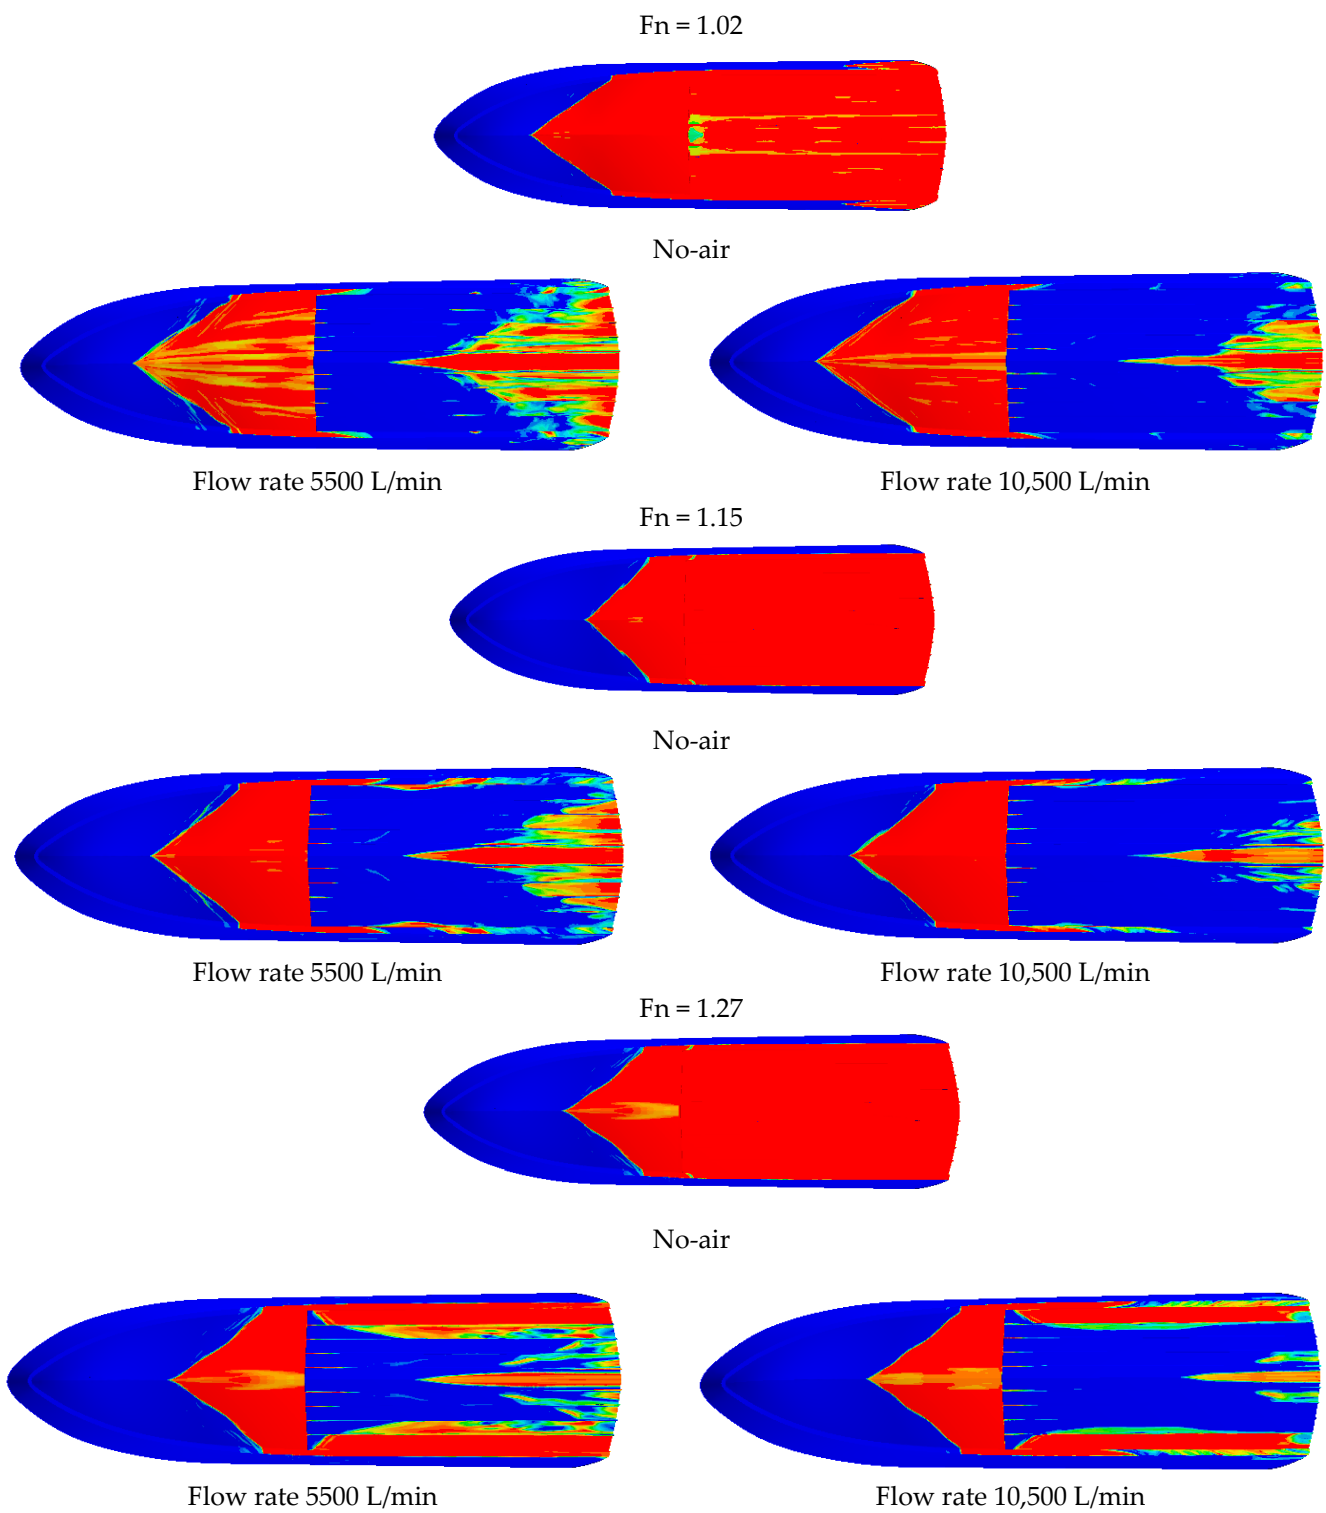 Fn = 1.02
No-air
Flow rate 5500 L/min
Flow rate 10,500 L/min
Fn = 1.15
No-air
Flow rate 5500 L/min
Flow rate 10,500 L/min
Fn = 1.27
No-air
Flow rate 5500 L/min
Flow rate 10,500 L/min